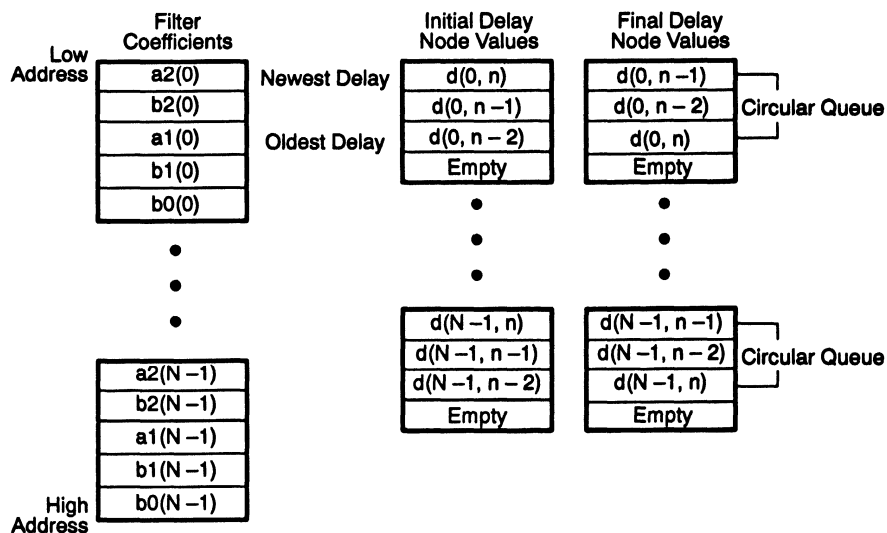 Filter
Coefficients
Low
Address
a2(0)
b2(0)
a1(0)
b1(0)
b0(0)
a2(N –1)
b2(N –1)
a1(N –1)
b1(N –1)
b0(N –1)
High
Address
Newest Delay
Oldest Delay
Initial Delay
Node Values
d(0, n)
d(0, n –1)
d(0, n – 2)
Empty
d(N –1, n)
d(N –1, n –1)
d(N –1, n – 2)
Empty
Final Delay
Node Values
d(0, n –1)
d(0, n – 2)
d(0, n)
Empty
Circular Queue
d(N –1, n –1)
d(N –1, n – 2)
d(N –1, n)
Empty
Circular Queue